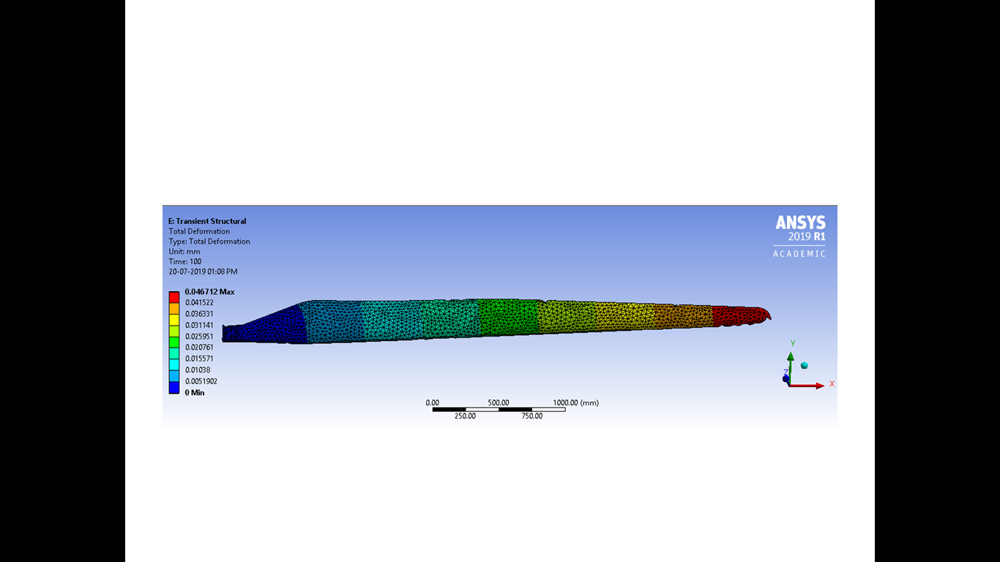 E: Transient Structural
Total Deformation
Type: Total Deformation
Unit: mm
Time: 100
20-07-2019 01:08 PM
ANSYS
2019 R1
ACADEMIC
0.046712 Max
0.041522
0.036331
0.031141
0.025951
0.020761
0.015571
0.01038
0.0051902
0 Min
Y
Z
X
0.00 500.00 1000.00 (mm)
250.00 750.00